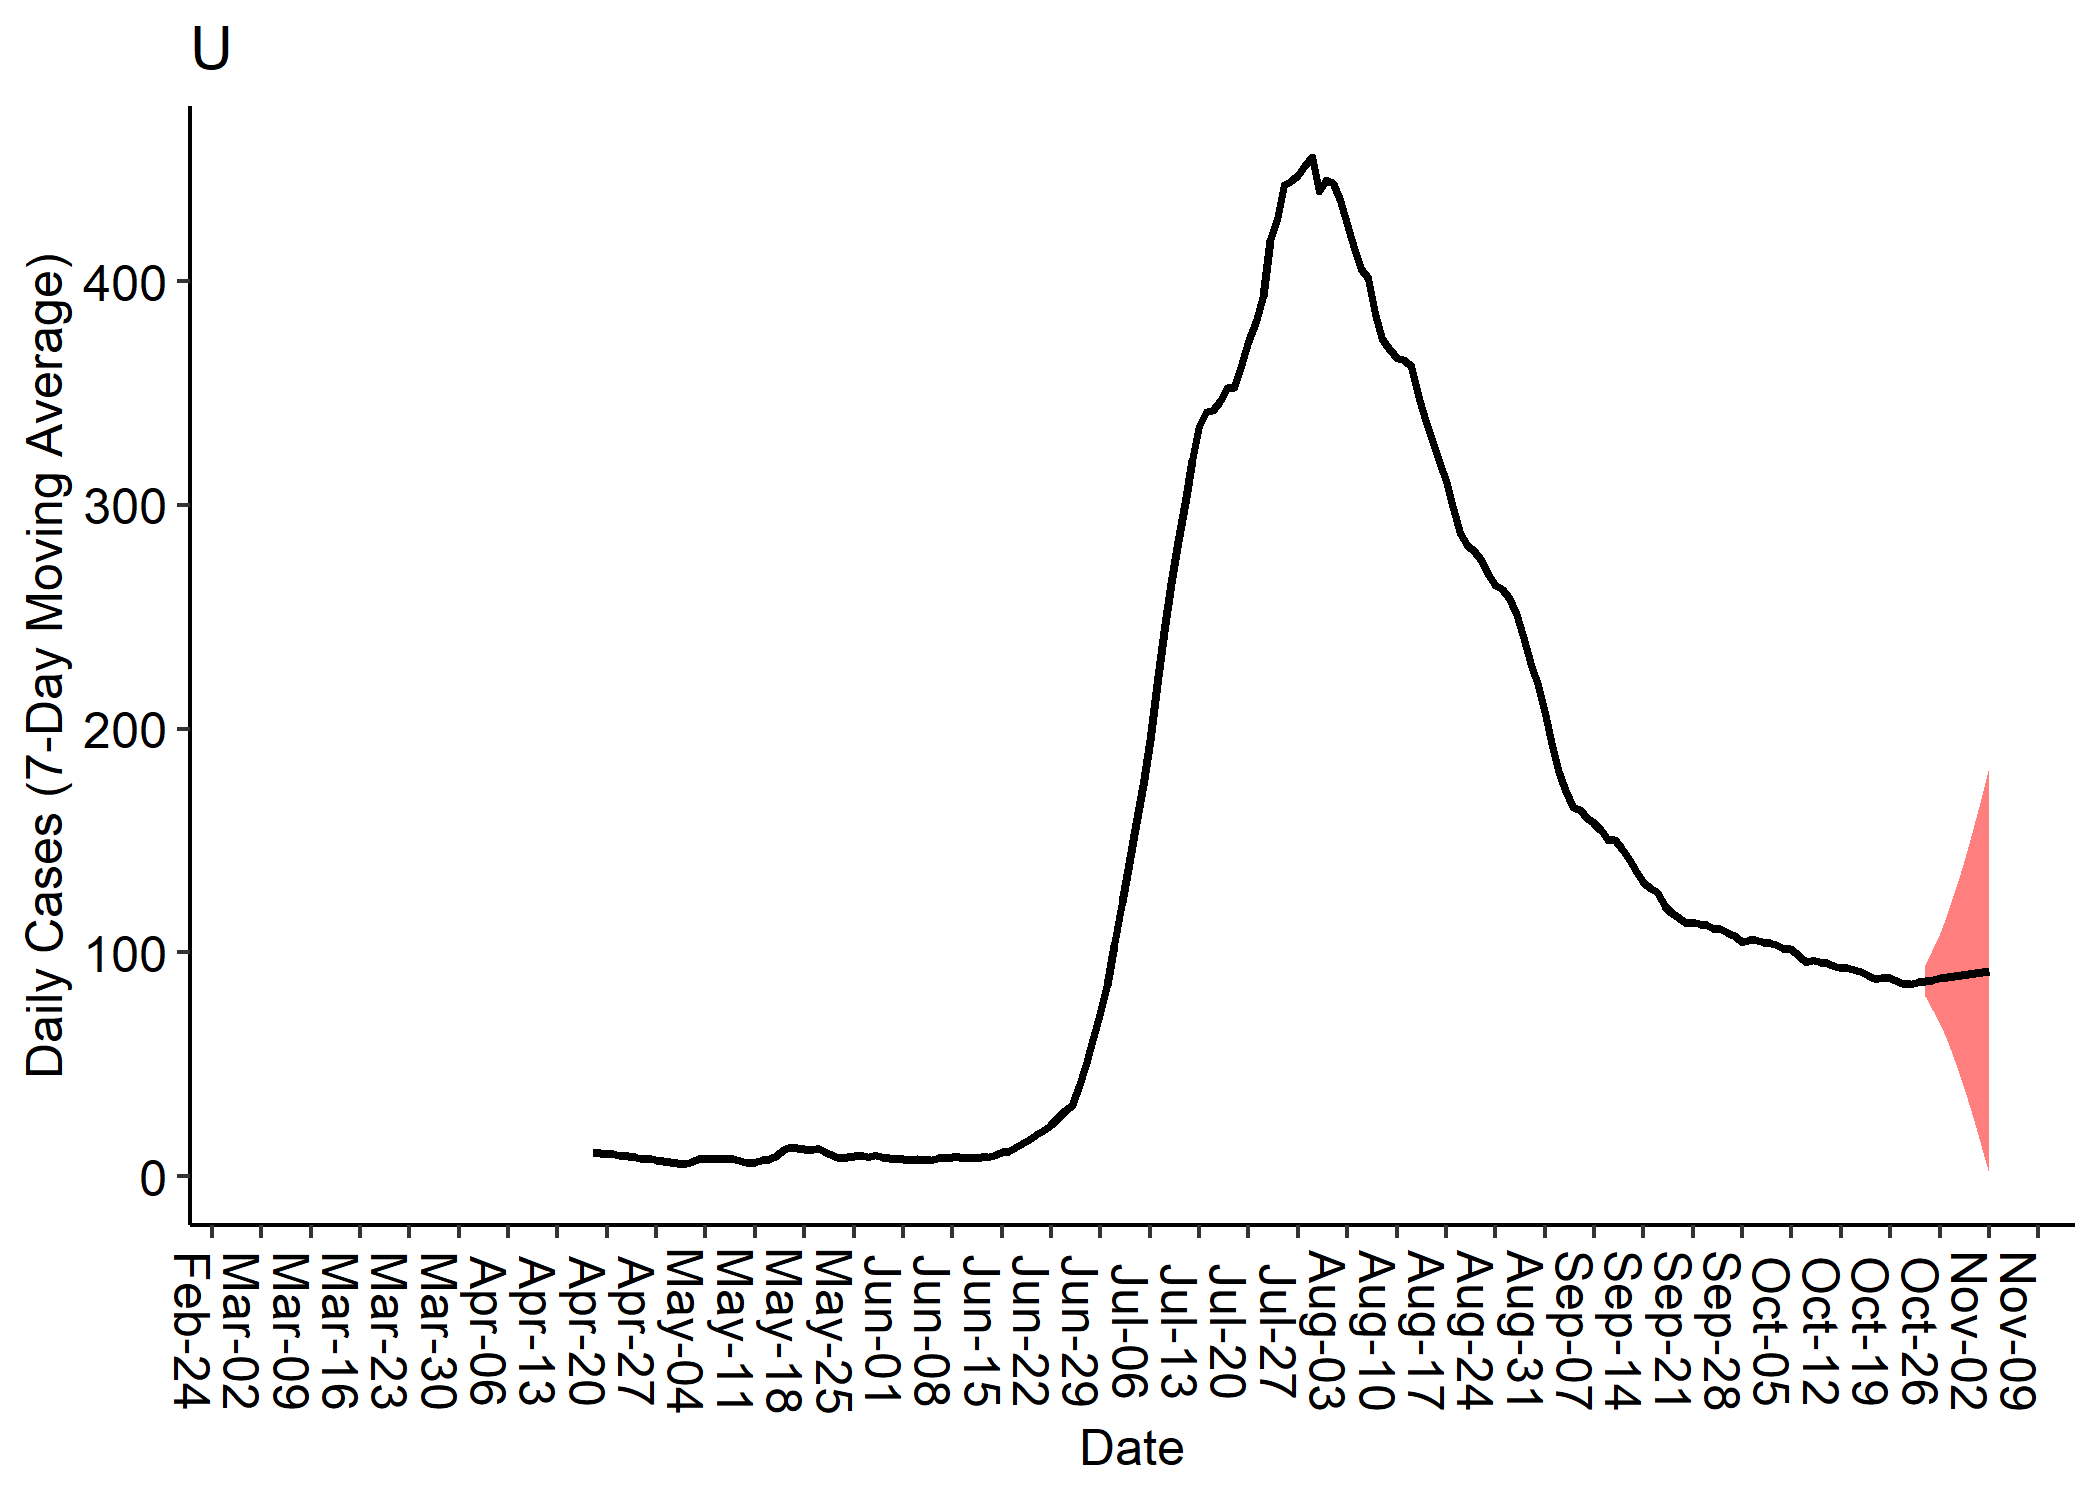 U
Daily Cases (7-Day Moving Average)
400
300
200
100
0
Feb-24
Mar-02
Mar-09
Mar-16
Mar-23
Mar-30
Apr-06
Apr-13
Apr-20
Apr-27
May-04
May-11
May-18
May-25
Jun-01
Jun-08
Jun-15
Jun-22
Jun-29
Jul-06
Jul-13
Jul-20
Jul-27
Aug-03
Aug-10
Aug-17
Aug-24
Aug-31
Sep-07
Sep-14
Sep-21
Sep-28
Oct-05
Oct-12
Oct-19
Oct-26
Nov-02
Nov-09
Date